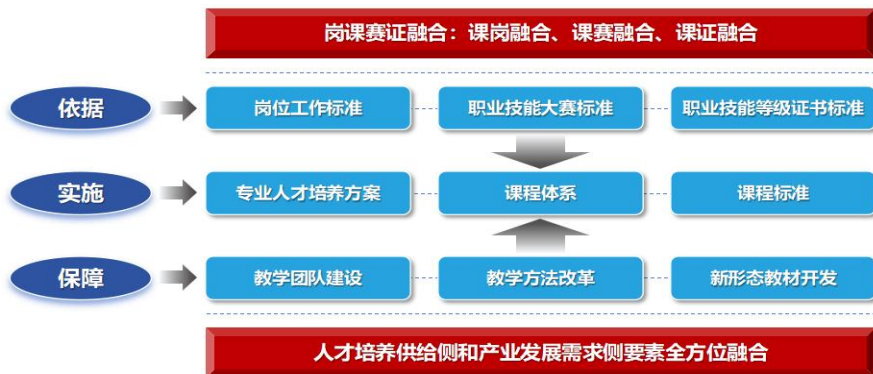 岗课赛证融合：课岗融合、课赛融合、课证融合
依据
岗位工作标准
职业技能大赛标准
职业技能等级证书标准
实施
专业人才培养方案
课程体系
课程标准
保障
教学团队建设
教学方法改革
新形态教材开发
人才培养供给侧和产业发展需求侧要素全方位融合